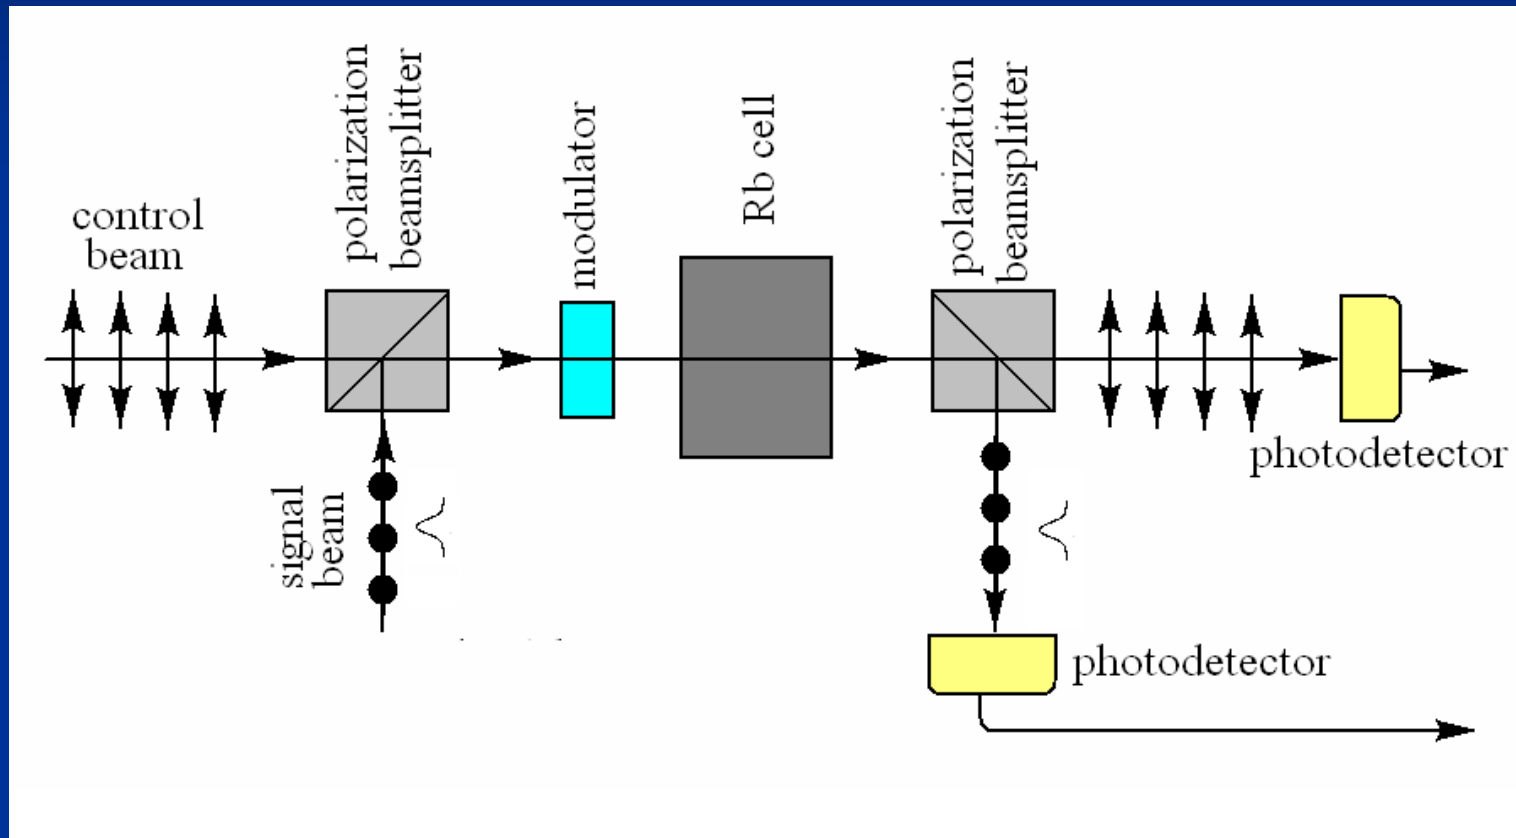 control
beam
polarization
beamsplitter
modulator
Rb cell
polarization
beamsplitter
photodetector
signal
beam
photodetector